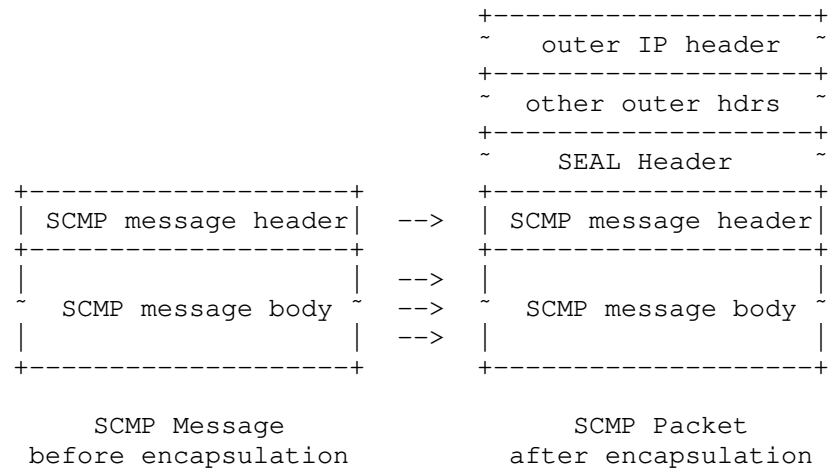 +--------------------+
                                 ~   outer IP header  ~
                                 +--------------------+
                                 ~  other outer hdrs  ~
                                 +--------------------+
                                 ~    SEAL Header     ~
+--------------------+           +--------------------+
| SCMP message header|   -->     | SCMP message header|
+--------------------+           +--------------------+
|                    |   -->     |                    |
~  SCMP message body ~   -->     ~  SCMP message body ~
|                    |   -->     |                    |
+--------------------+           +--------------------+
     SCMP Message                      SCMP Packet
 before encapsulation              after encapsulation